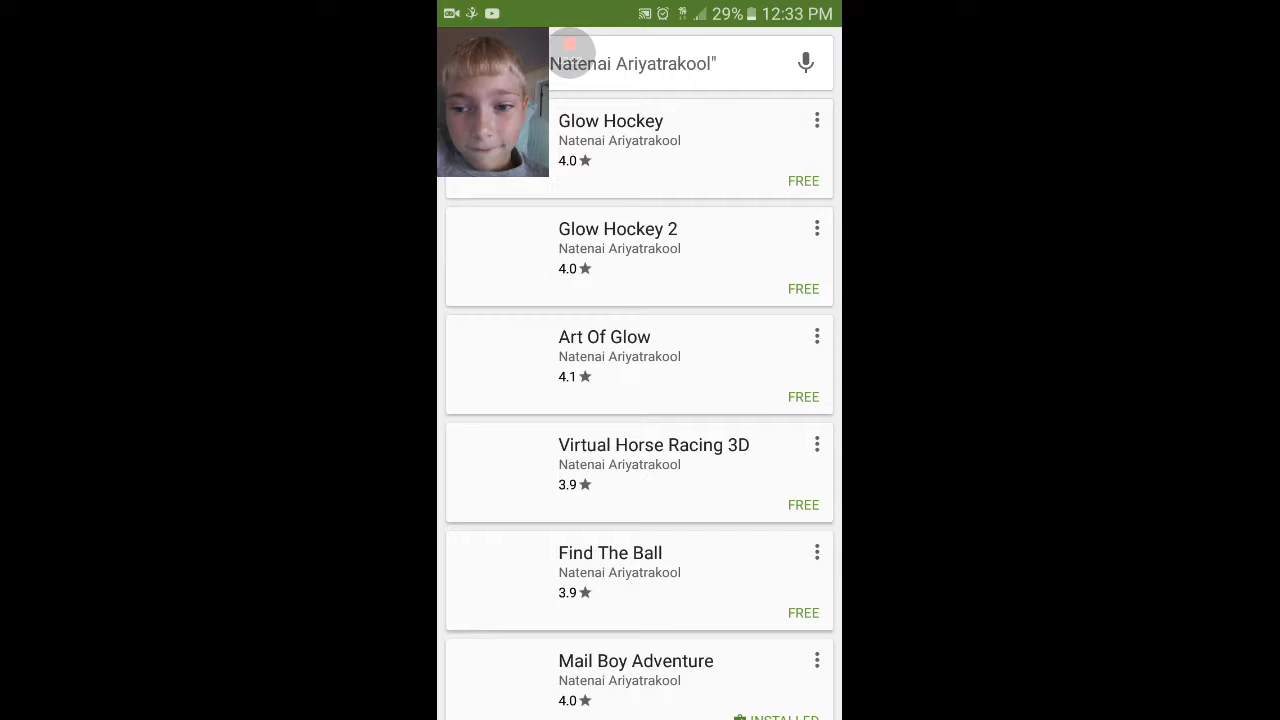 29% 12:33 PM
Natenai Ariyatrakool"
Glow Hockey
Natenai Ariyatrakool
4.0
FREE
Glow Hockey 2
Natenai Ariyatrakool
4.0
FREE
Art Of Glow
Natenai Ariyatrakool
4.1
FREE
Virtual Horse Racing 3D
Natenai Ariyatrakool
3.9
FREE
Find The Ball
Natenai Ariyatrakool
3.9
FREE
Mail Boy Adventure
Natenai Ariyatrakool
4.0
INSTALLED